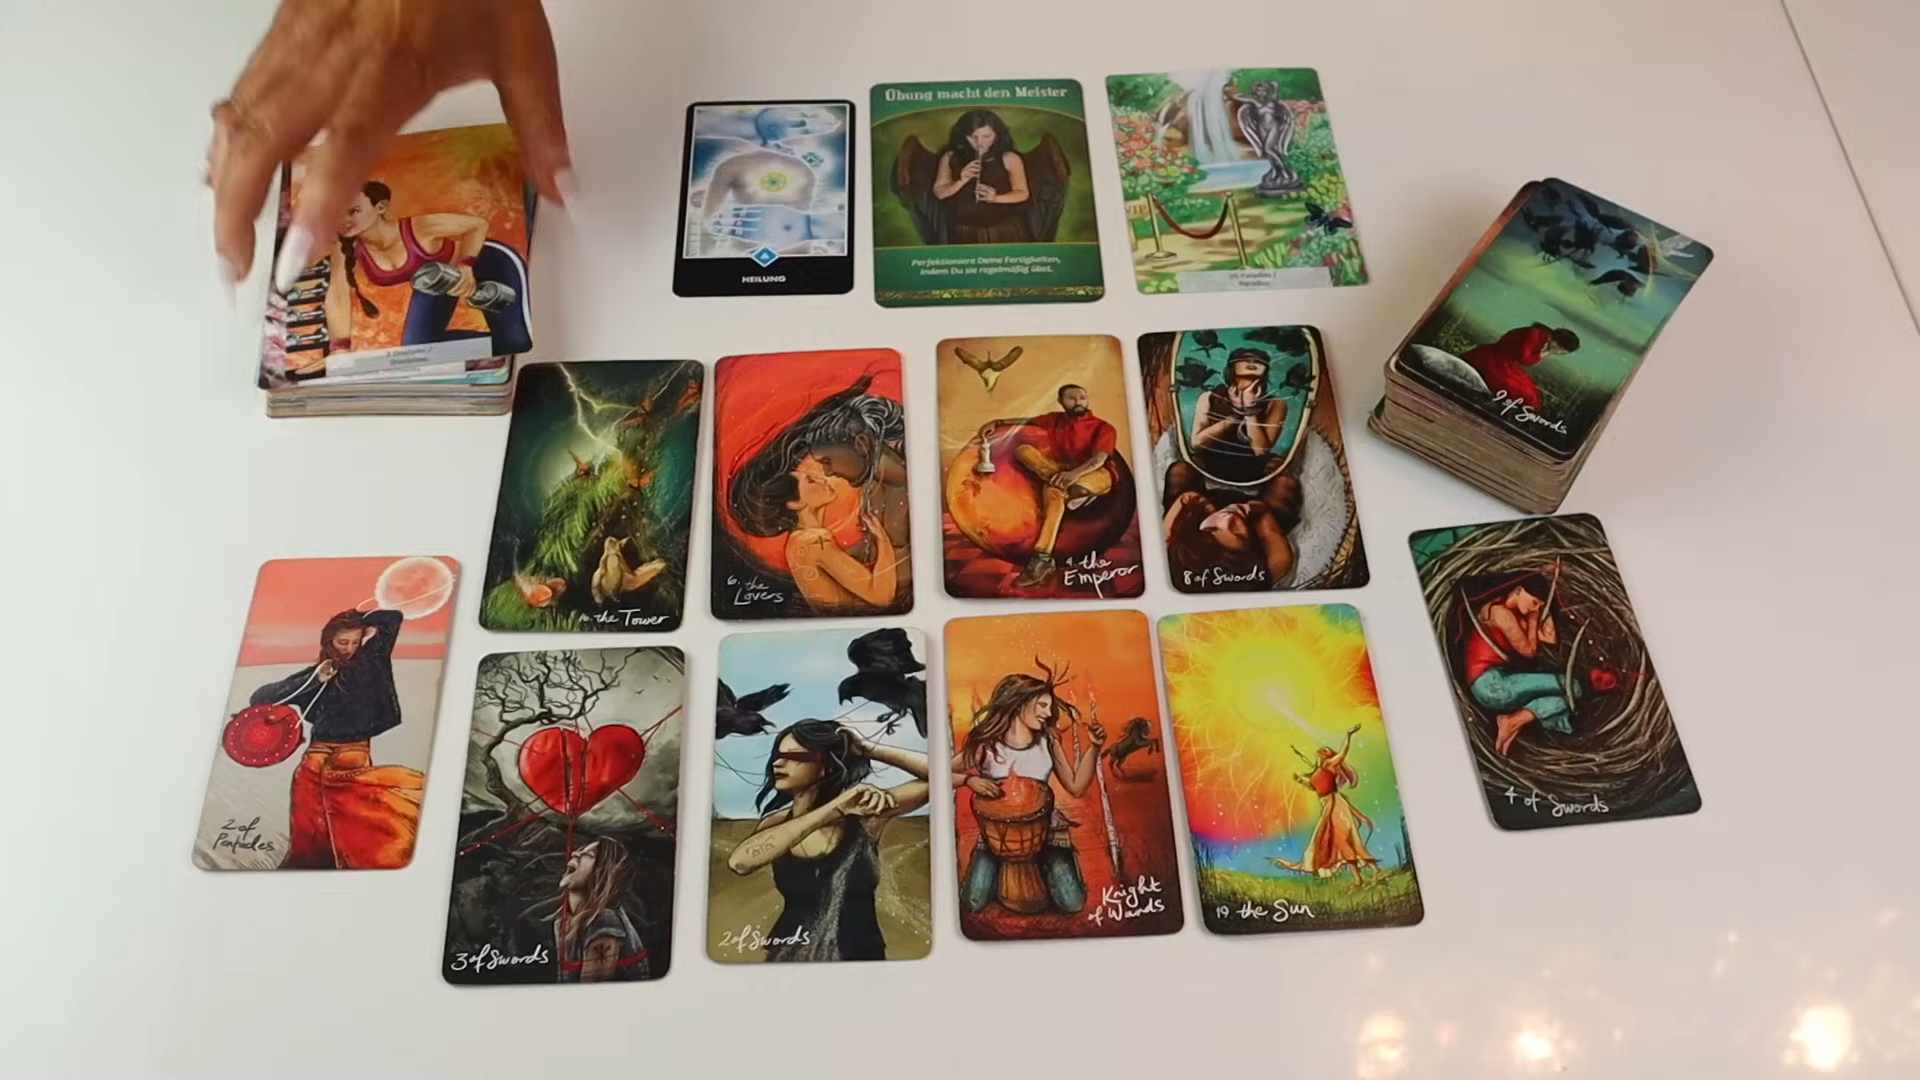 Übung macht den Meister
Perfektioniere Deine Fertigkeiten,
indem Du sie regelmäßig übst.
HEILUNG
VIP
9 of Swords
16. the Tower
6. the
Lovers
4. the
Emperor
8 of Swords
2 of
Pentacles
3 of Swords
2 of Swords
Knight
of Wands
19. the Sun
4 of Swords